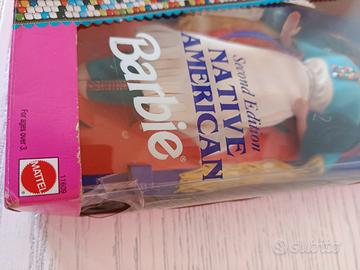 Second Edition
NATIVE
AMERICAN
Barbie®
For ages over 3.
MATTEL
11609
subito